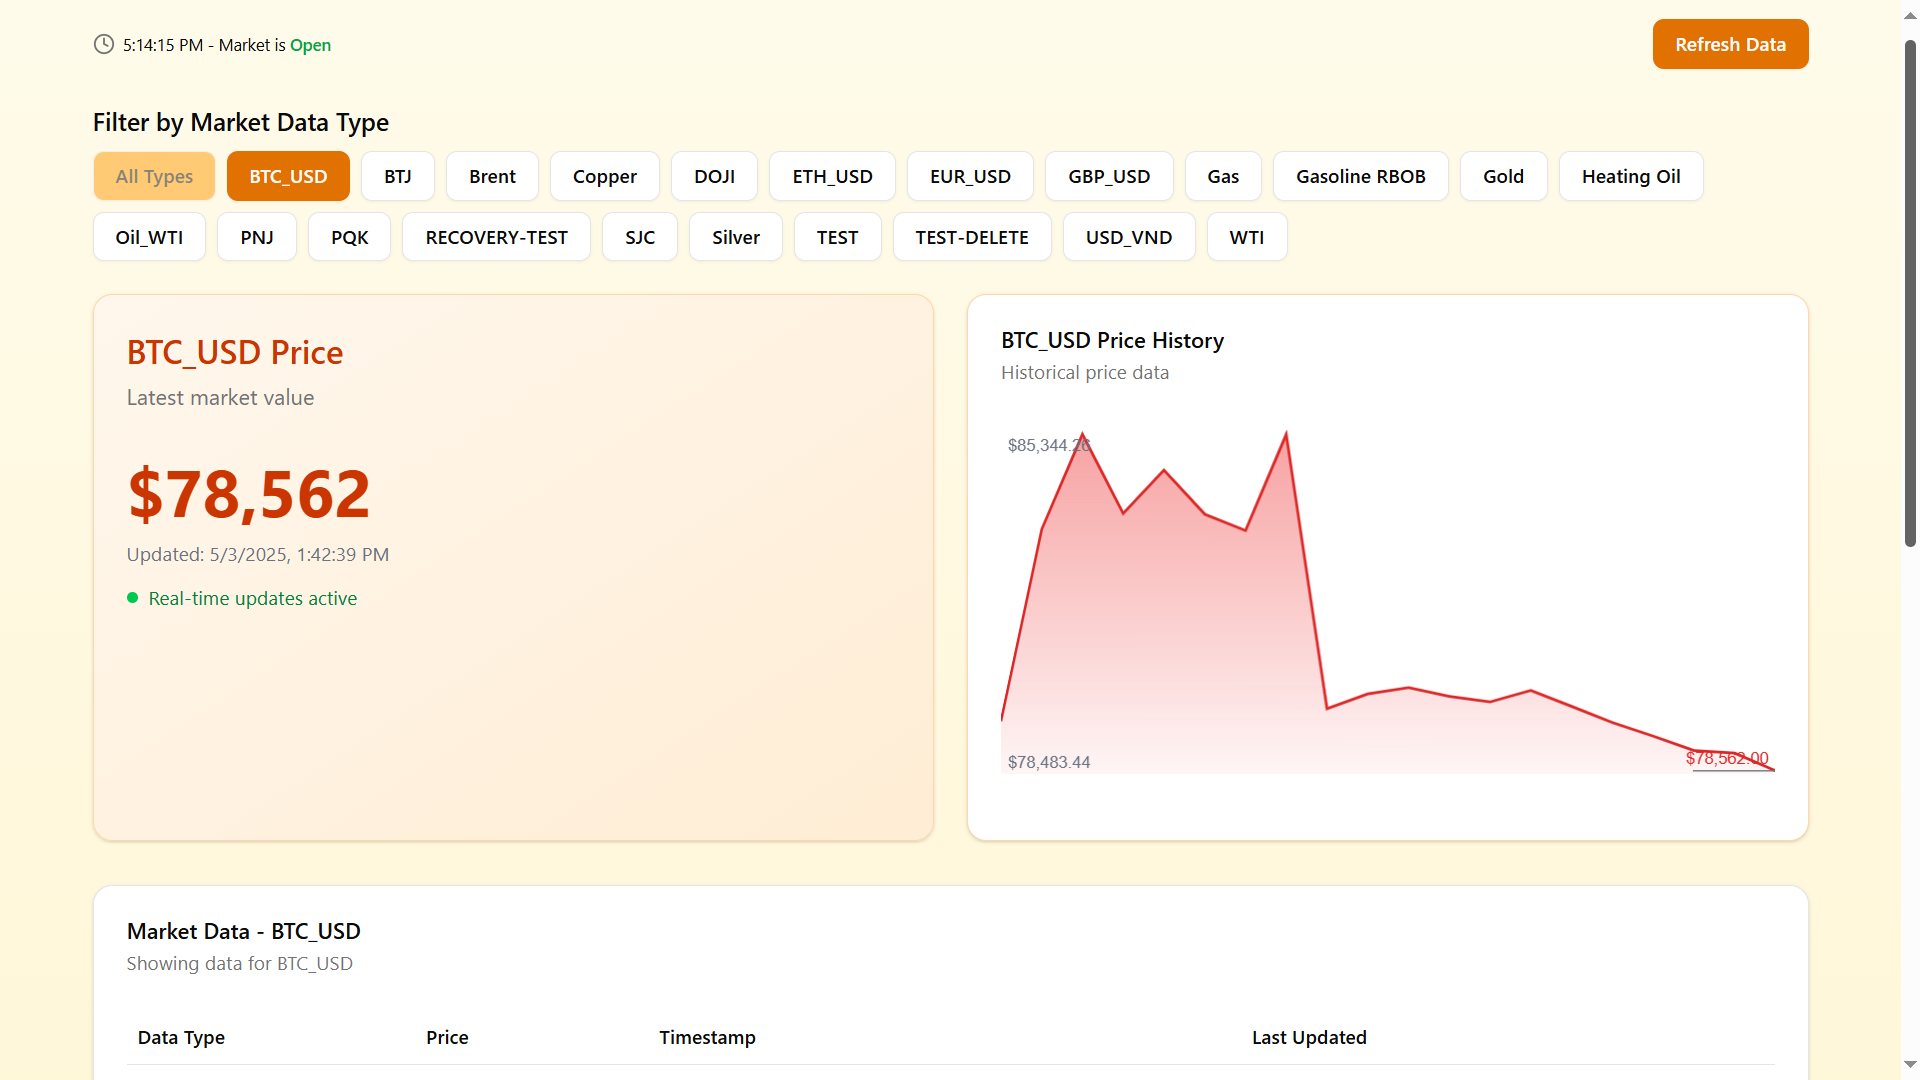 5:14:15 PM - Market is Open
Refresh Data
Filter by Market Data Type
All Types BTC_USD BTJ Brent Copper DOJI ETH_USD EUR_USD GBP_USD Gas Gasoline RBOB Gold Heating Oil
Oil_WTI PNJ PQK RECOVERY-TEST SJC Silver TEST TEST-DELETE USD_VND WTI
BTC_USD Price
Latest market value
$78,562
Updated: 5/3/2025, 1:42:39 PM
Real-time updates active
BTC_USD Price History
Historical price data
$85,344.26
$78,483.44
$78,562.00
Market Data - BTC_USD
Showing data for BTC_USD
Data Type Price Timestamp Last Updated